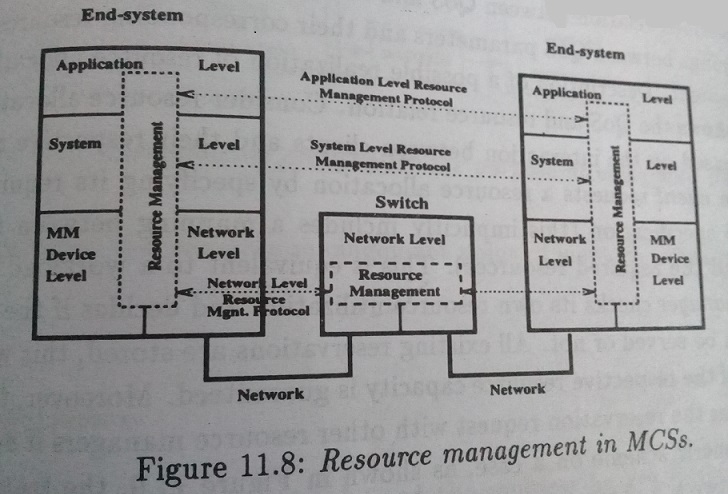 End-system
End-system
Application Level
Application Level Resource
Management Protocol
Application Level
System Level
System Level Resource
Management Protocol
System Level
Resource Management
Resource Management
Switch
MM
Device
Level
Network
Level
Network Level
Network
Level
MM
Device
Level
Network Level
Resource
Mgnt. Protocol
Resource
Management
Network
Network
Figure 11.8: Resource management in MCSs.